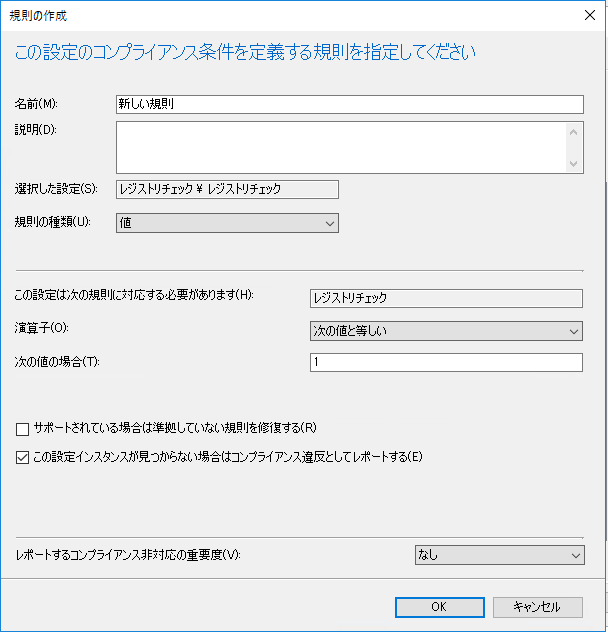 規則の作成
この設定のコンプライアンス条件を定義する規則を指定してください
名前(M): 新しい規則
説明(D):
選択した設定(S): レジストリチェック ¥ レジストリチェック
規則の種類(U): 値
この設定は次の規則に対応する必要があります(H): レジストリチェック
演算子(O): 次の値と等しい
次の値の場合(T): 1
サポートされている場合は準拠していない規則を修復する(R)
この設定インスタンスが見つからない場合はコンプライアンス違反としてレポートする(E)
レポートするコンプライアンス非対応の重要度(V): なし
OK キャンセル